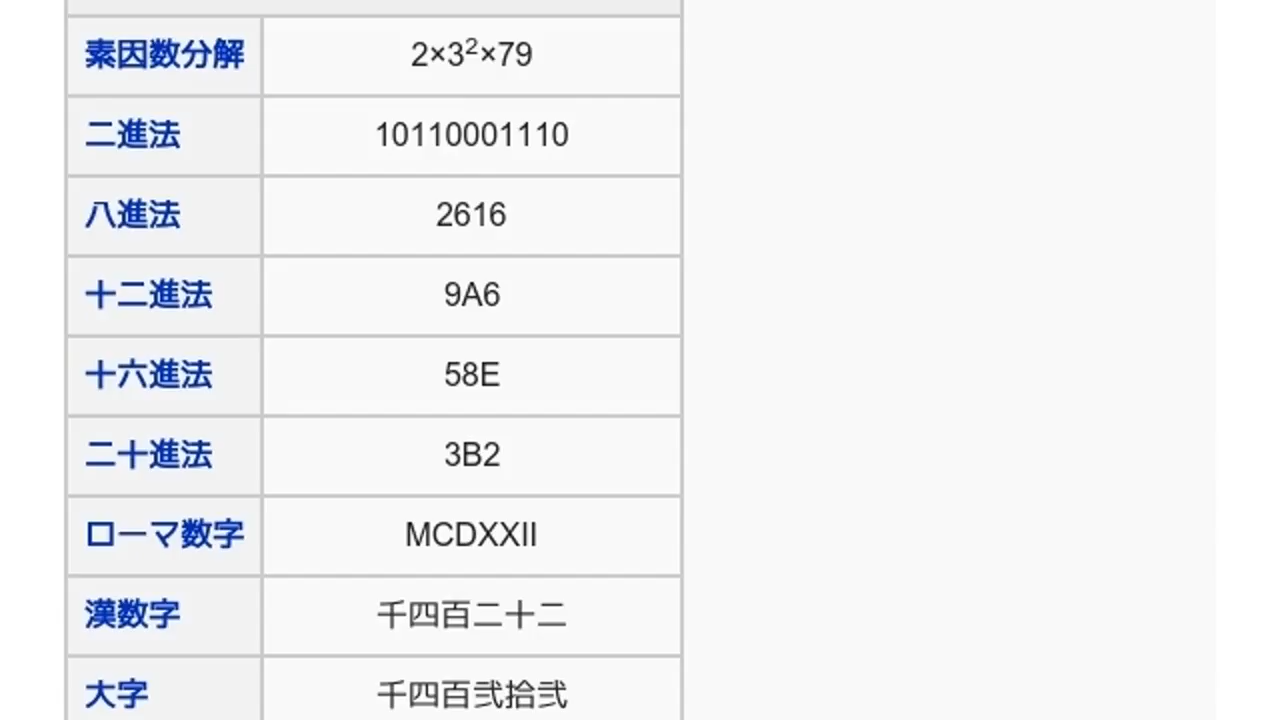 素因数分解 2×3²×79
二進法 10110001110
八進法 2616
十二進法 9A6
十六進法 58E
二十進法 3B2
ローマ数字 MCDXXII
漢数字 千四百二十二
大字 千四百弐拾弐